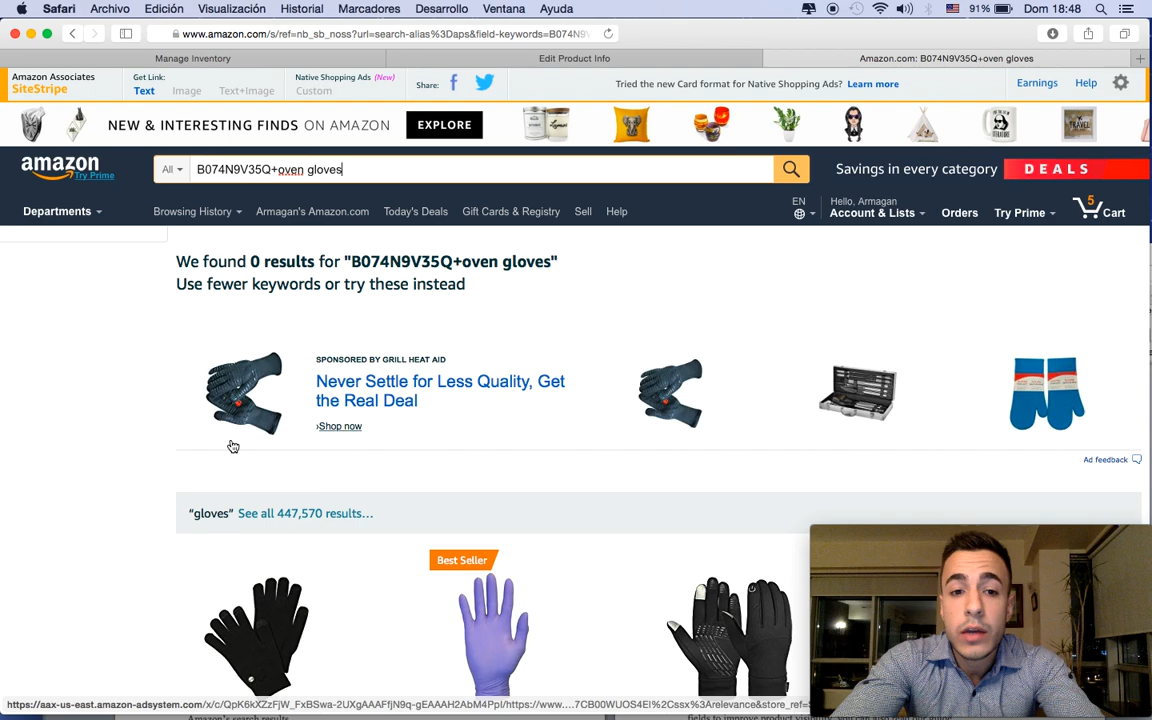 Safari Archivo Edición Visualización Historial Marcadores Desarrollo Ventana Ayuda 91% Dom 18:48
www.amazon.com/s/ref=nb_sb_noss?url=search-alias%3Daps&field-keywords=B074N9V
Manage Inventory Edit Product Info Amazon.com: B074N9V35Q+oven gloves
Amazon Associates Get Link: Native Shopping Ads (New)
SiteStripe Text Image Text+Image Custom Share: Tried the new Card format for Native Shopping Ads? Learn more Earnings Help
NEW & INTERESTING FINDS ON AMAZON EXPLORE
TRAVEL
amazon All B074N9V35Q+oven gloves Savings in every category DEALS
Try Prime
EN Hello, Armagan 5
Departments Browsing History Armagan's Amazon.com Today's Deals Gift Cards & Registry Sell Help Account & Lists Orders Try Prime Cart
We found 0 results for "B074N9V35Q+oven gloves"
Use fewer keywords or try these instead
SPONSORED BY GRILL HEAT AID
Never Settle for Less Quality, Get
the Real Deal
›Shop now
Ad feedback
"gloves" See all 447,570 results...
Best Seller